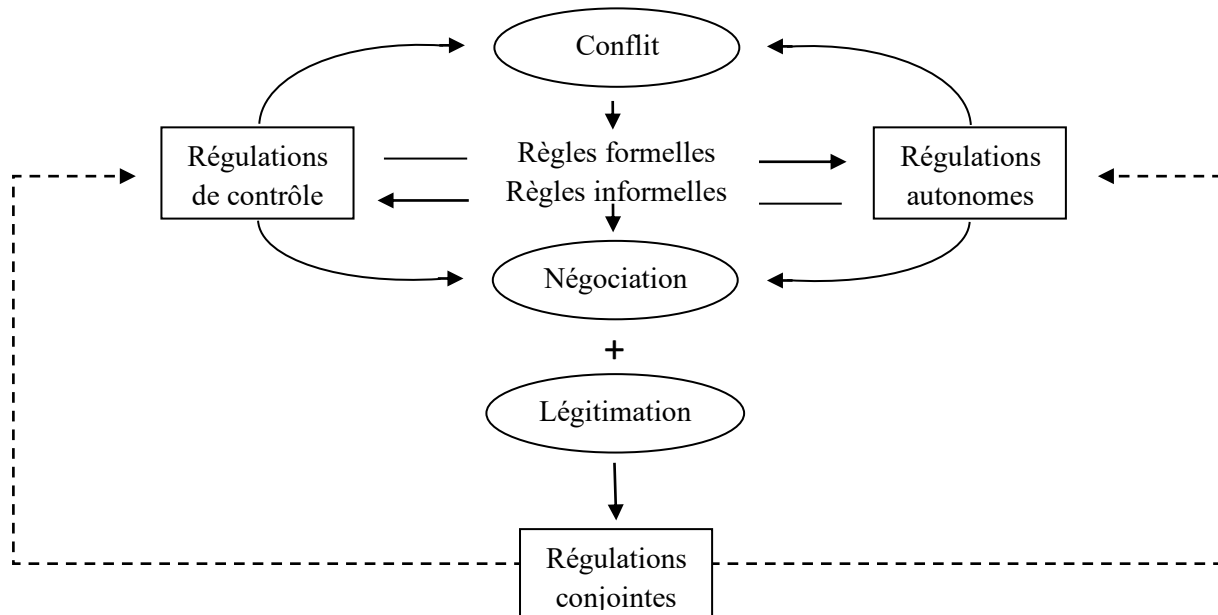 Conflit
Régulations
de contrôle
Règles formelles
Règles informelles
Régulations
autonomes
Négociation
+
Légitimation
Régulations
conjointes